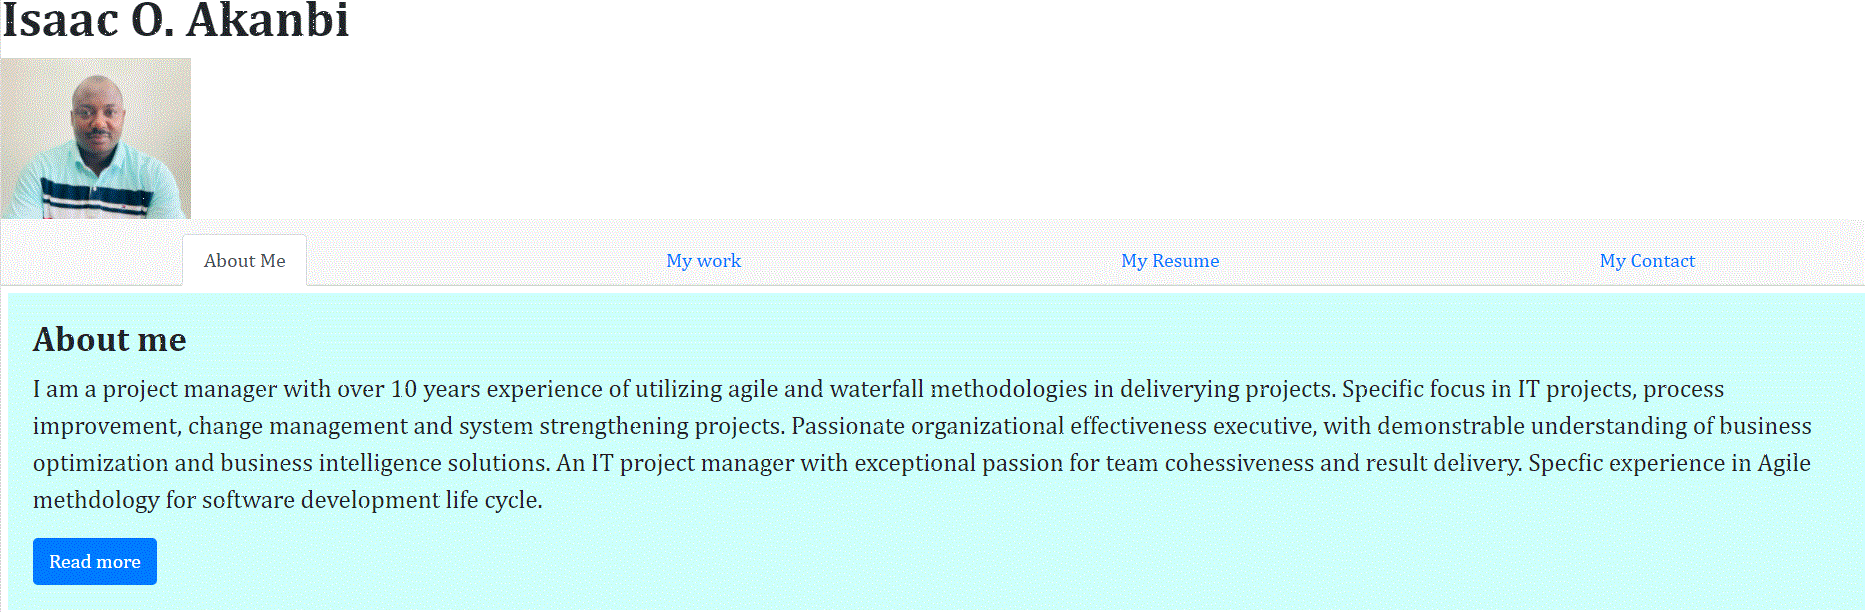 Isaac O. Akanbi
About Me
My work
My Resume
My Contact
About me
I am a project manager with over 10 years experience of utilizing agile and waterfall methodologies in deliverying projects. Specific focus in IT projects, process
improvement, change management and system strengthening projects. Passionate organizational effectiveness executive, with demonstrable understanding of business
optimization and business intelligence solutions. An IT project manager with exceptional passion for team cohessiveness and result delivery. Specfic experience in Agile
methdology for software development life cycle.
Read more